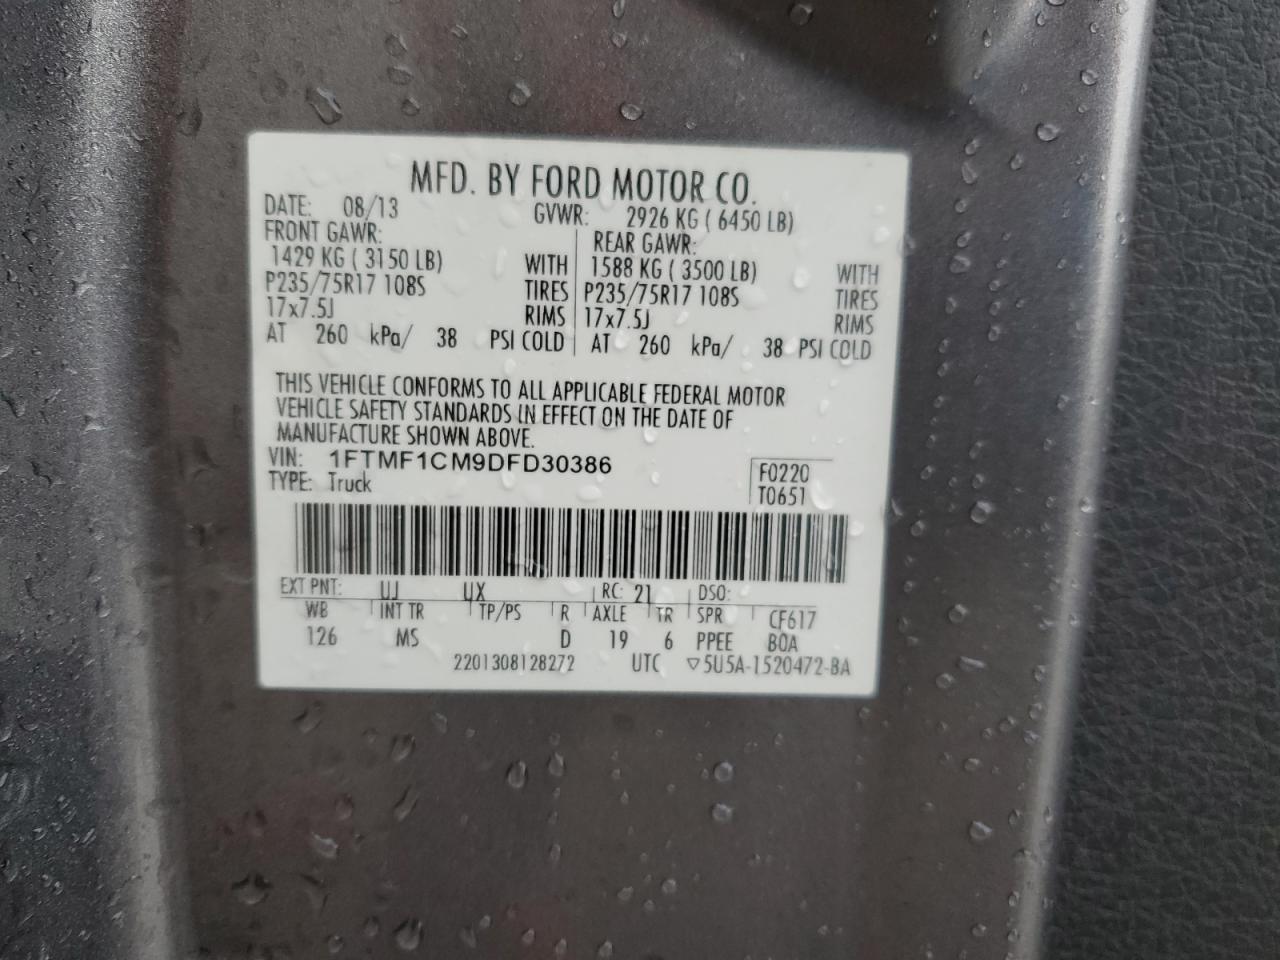 MFD. BY FORD MOTOR CO.
DATE: 08/13 GVWR: 2926 KG ( 6450 LB)
FRONT GAWR: REAR GAWR:
1429 KG ( 3150 LB) WITH 1588 KG ( 3500 LB) WITH
P235/75R17 108S TIRES P235/75R17 108S TIRES
17x7.5J RIMS 17x7.5J RIMS
AT 260 kPa/ 38 PSI COLD AT 260 kPa/ 38 PSI COLD
THIS VEHICLE CONFORMS TO ALL APPLICABLE FEDERAL MOTOR
VEHICLE SAFETY STANDARDS IN EFFECT ON THE DATE OF
MANUFACTURE SHOWN ABOVE.
VIN: 1FTMF1CM9DFD30386 F0220
TYPE: Truck T0651
EXT PNT: UJ UX RC: 21 DSO:
WB INT TR TP/PS R AXLE TR SPR CF617
126 MS D 19 6 PPEE BOA
2201308128272 UTC ▽5U5A-1520472-BA